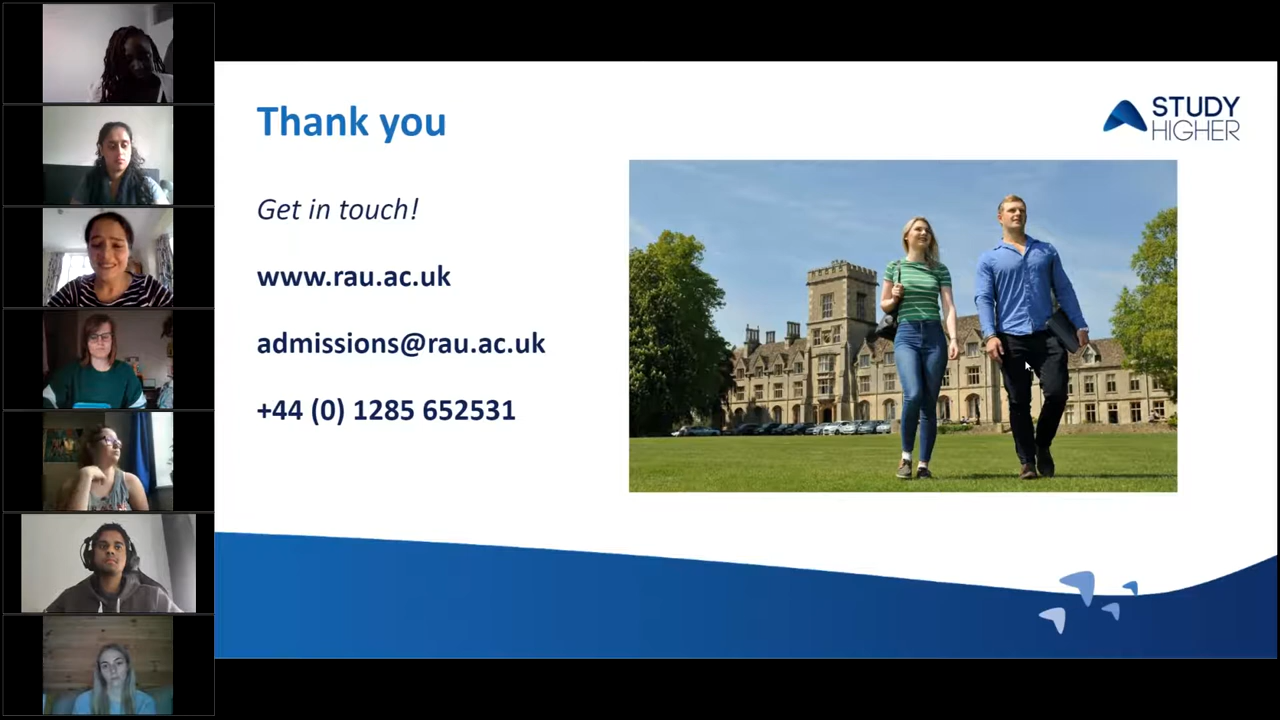 Thank you
STUDY
HIGHER
Get in touch!
www.rau.ac.uk
admissions@rau.ac.uk
+44 (0) 1285 652531